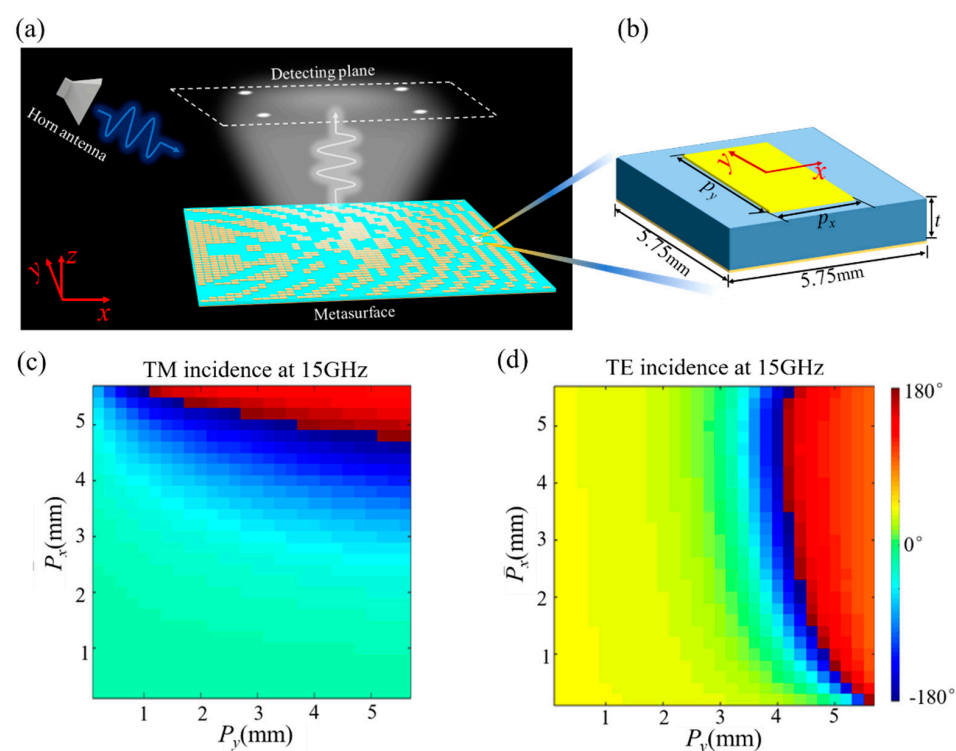 (a)
Detecting plane
Horn antenna
z
y
x
Metasurface
(b)
y
x
p_y
p_x
t
5.75mm
5.75mm
(c)
TM incidence at 15GHz
P_x(mm)
5
4
3
2
1
1 2 3 4 5
P_y(mm)
(d)
TE incidence at 15GHz
P_x(mm)
5
4
3
2
1
1 2 3 4 5
P_y(mm)
180°
0°
-180°